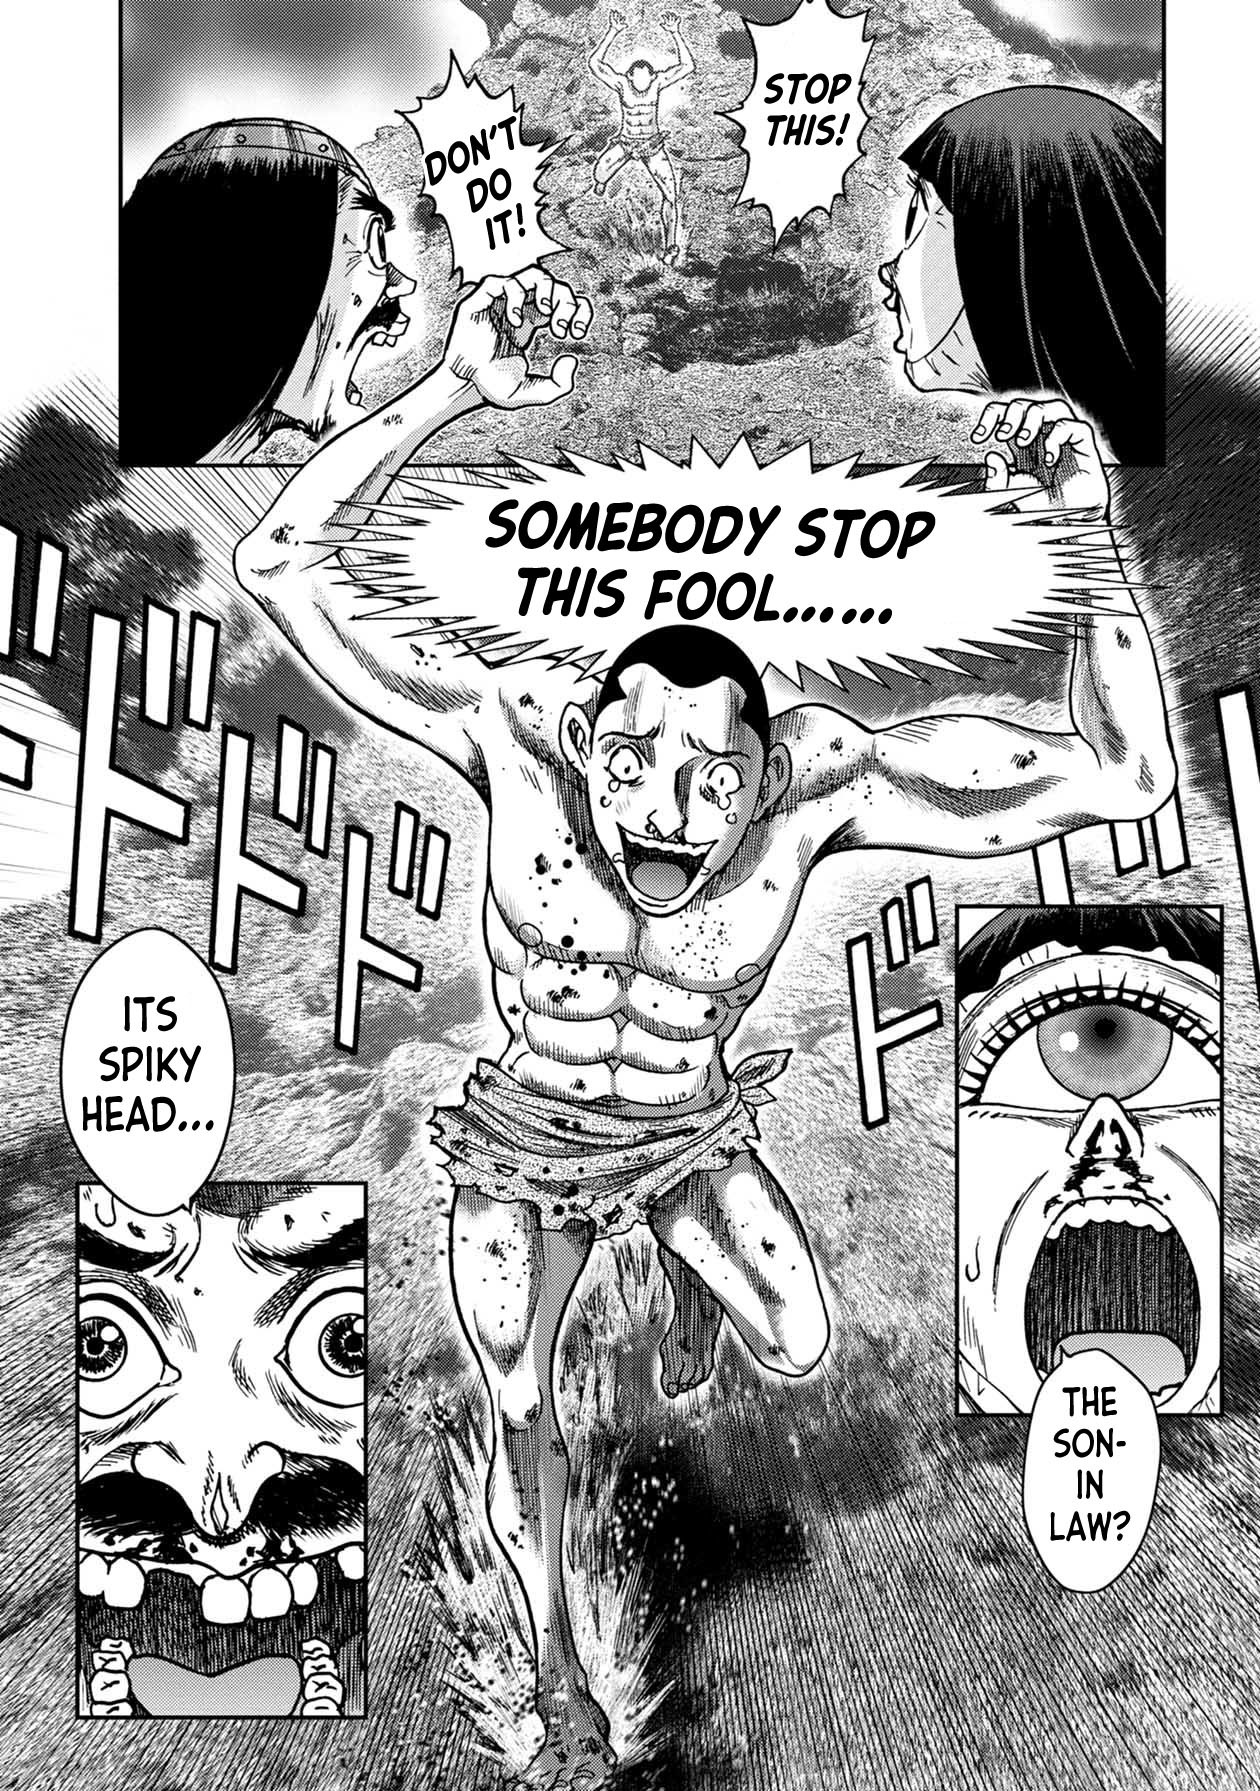 STOP
THIS!
DON'T
DO
IT!
SOMEBODY STOP
THIS FOOL......
ドドドド
ド
THE
SON-
IN
LAW?
ITS
SPIKY
HEAD...